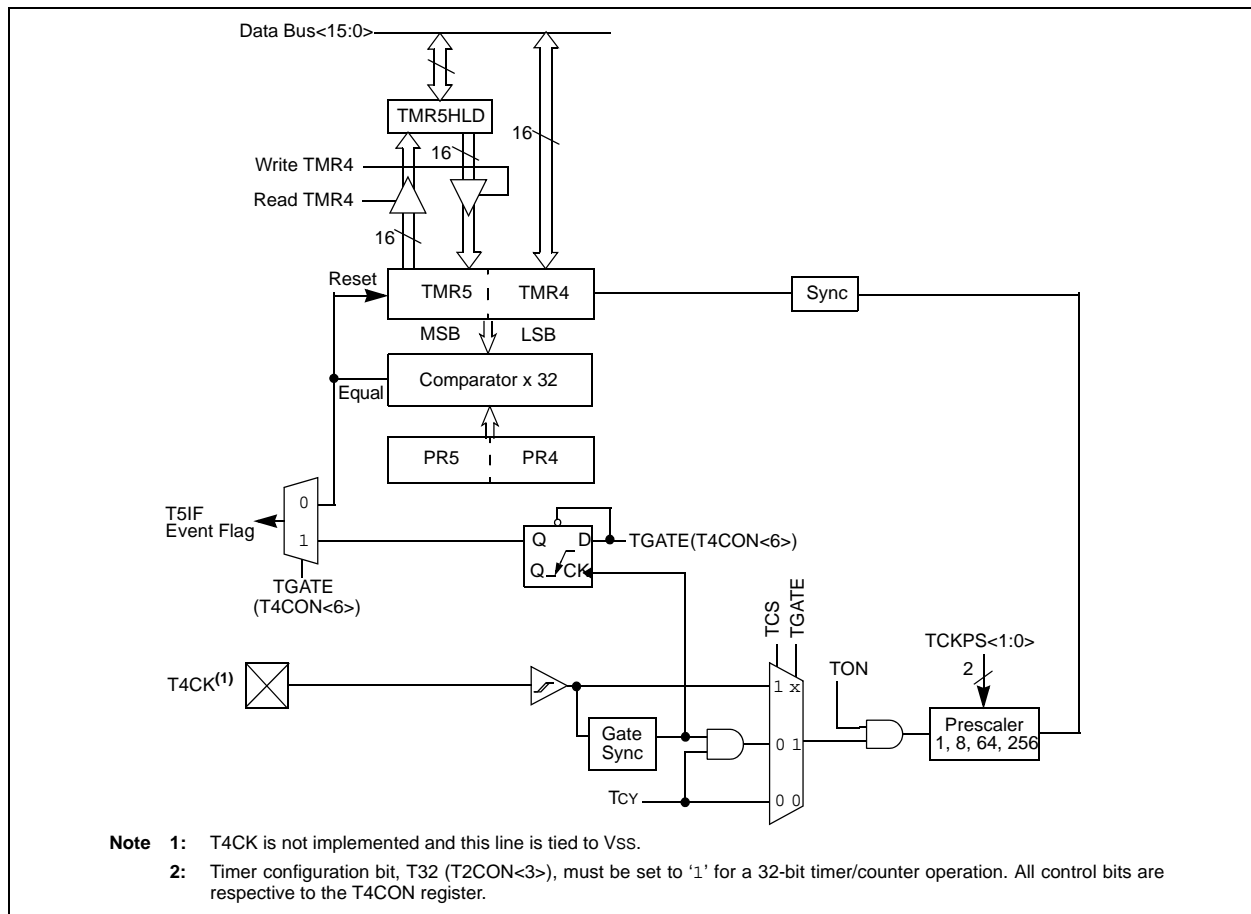 Data Bus<15:0>
TMR5HLD
16
16
Write TMR4
Read TMR4
16
Reset
TMR5 TMR4
Sync
MSB LSB
Equal
Comparator x 32
PR5 PR4
0
1
T5IF
Event Flag
TGATE
(T4CON<6>)
Q D
Q CK
TGATE(T4CON<6>)
TCS
TGATE
TCKPS<1:0>
2
TON
T4CK(1)
1 x
Gate
Sync
0 1
Prescaler
1, 8, 64, 256
TCY
0 0
Note 1: T4CK is not implemented and this line is tied to VSS.
2: Timer configuration bit, T32 (T2CON<3>), must be set to ‘1’ for a 32-bit timer/counter operation. All control bits are
respective to the T4CON register.